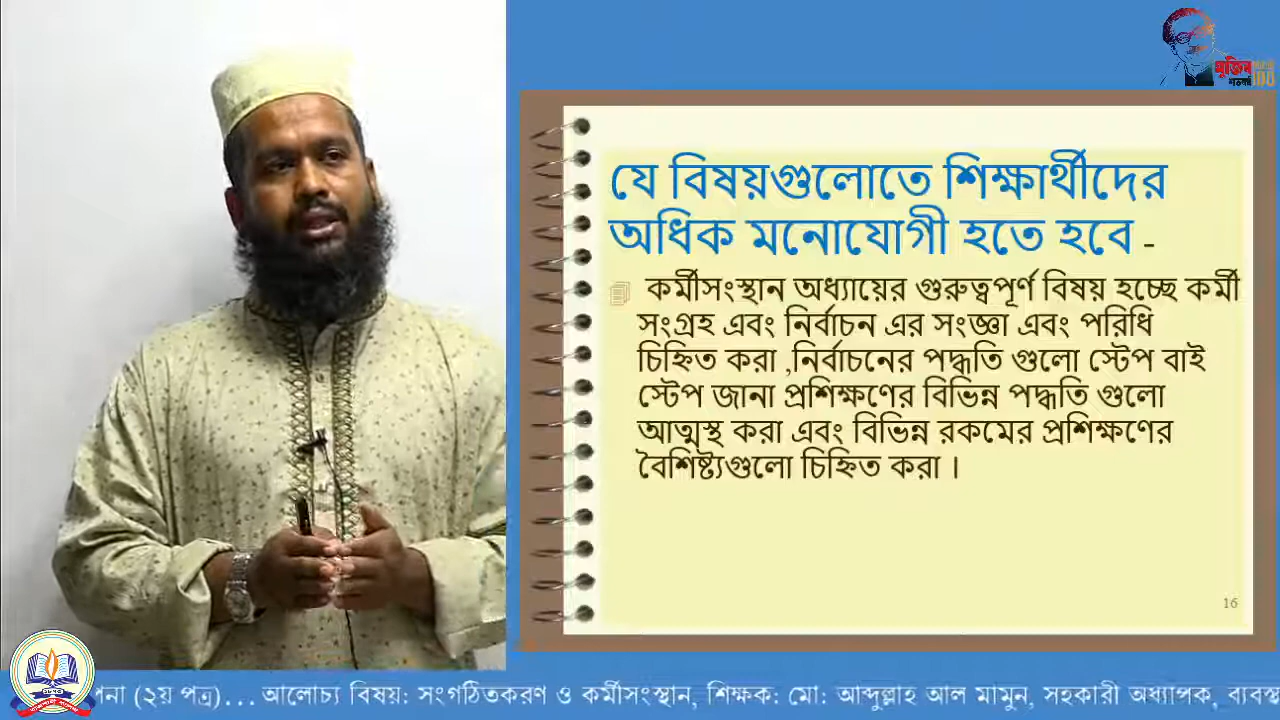 মুজিব
100
যে বিষয়গুলোতে শিক্ষার্থীদের
অধিক মনোযোগী হতে হবে -
কর্মীসংস্থান অধ্যায়ের গুরুত্বপূর্ণ বিষয় হচ্ছে কর্মী
সংগ্রহ এবং নির্বাচন এর সংজ্ঞা এবং পরিধি
চিহ্নিত করা ,নির্বাচনের পদ্ধতি গুলো স্টেপ বাই
স্টেপ জানা প্রশিক্ষণের বিভিন্ন পদ্ধতি গুলো
আত্মস্থ করা এবং বিভিন্ন রকমের প্রশিক্ষণের
বৈশিষ্ট্যগুলো চিহ্নিত করা ।
16
পনা (২য় পত্র)... আলোচ্য বিষয়: সংগঠিতকরণ ও কর্মীসংস্থান, শিক্ষক: মো: আব্দুল্লাহ আল মামুন, সহকারী অধ্যাপক, ব্যবস্থ